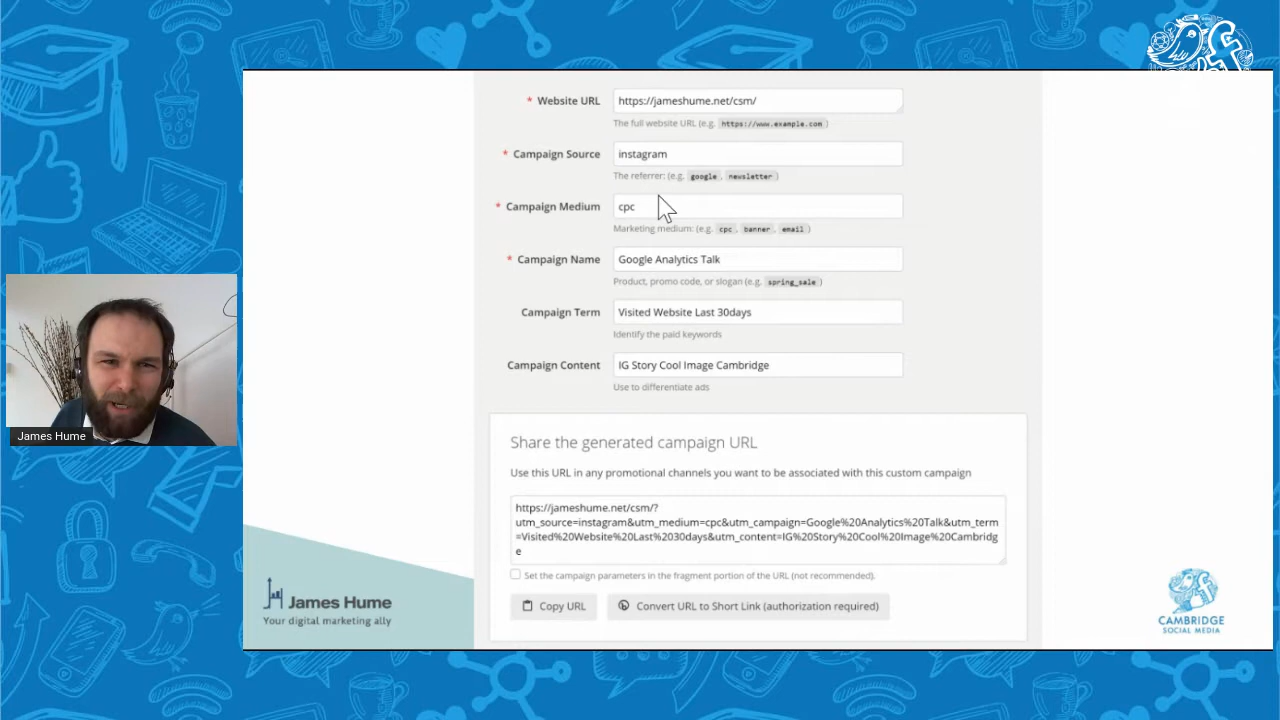 * Website URL https://jameshume.net/csm/
The full website URL (e.g. https://www.example.com )
* Campaign Source instagram
The referrer: (e.g. google , newsletter )
* Campaign Medium cpc
Marketing medium: (e.g. cpc , banner , email )
* Campaign Name Google Analytics Talk
Product, promo code, or slogan (e.g. spring_sale )
Campaign Term Visited Website Last 30days
Identify the paid keywords
Campaign Content IG Story Cool Image Cambridge
Use to differentiate ads
Share the generated campaign URL
Use this URL in any promotional channels you want to be associated with this custom campaign
https://jameshume.net/csm/?
utm_source=instagram&utm_medium=cpc&utm_campaign=Google%20Analytics%20Talk&utm_term
=Visited%20Website%20Last%2030days&utm_content=IG%20Story%20Cool%20Image%20Cambridg
e
Set the campaign parameters in the fragment portion of the URL (not recommended).
Copy URL
Convert URL to Short Link (authorization required)
James Hume
James Hume
Your digital marketing ally
CAMBRIDGE
SOCIAL MEDIA